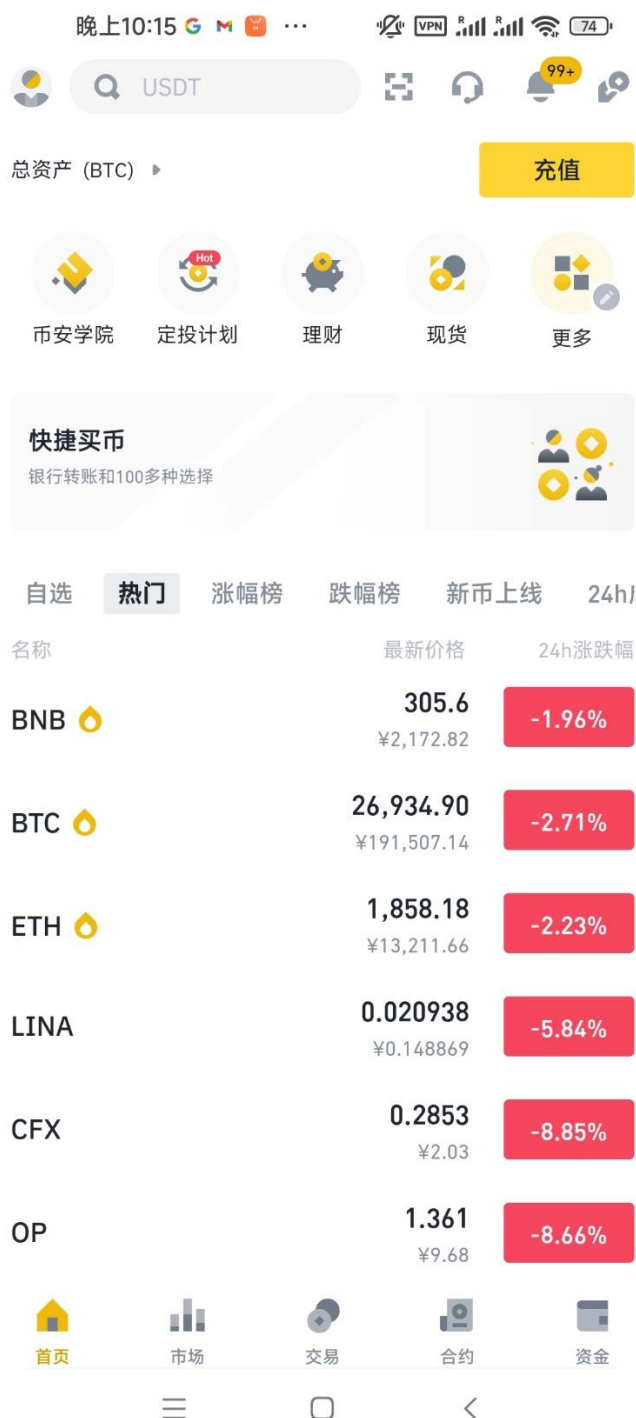 晚上10:15 G M ··· VPN R R 74
USDT
99+
总资产 (BTC)
充值
Hot
币安学院 定投计划 理财 现货 更多
快捷买币
银行转账和100多种选择
自选 热门 涨幅榜 跌幅榜 新币上线 24h
名称 最新价格 24h涨跌幅
BNB 305.6 -1.96%
¥2,172.82
BTC 26,934.90 -2.71%
¥191,507.14
ETH 1,858.18 -2.23%
¥13,211.66
LINA 0.020938 -5.84%
¥0.148869
CFX 0.2853 -8.85%
¥2.03
OP 1.361 -8.66%
¥9.68
首页 市场 交易 合约 资金